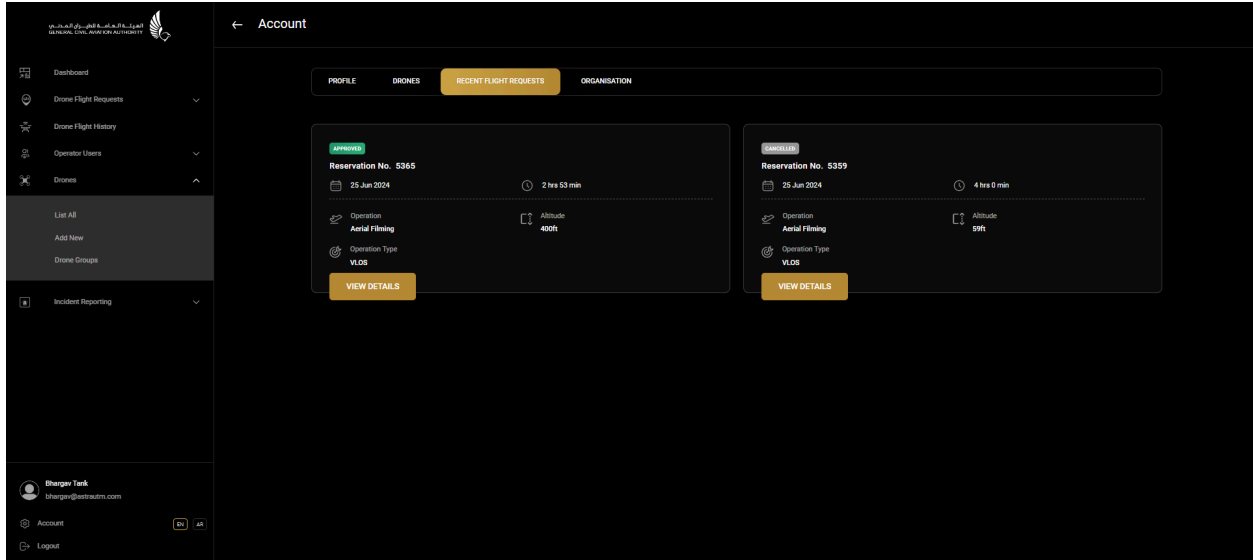 الهيئة العامة للطيران المدني
GENERAL CIVIL AVIATION AUTHORITY
Dashboard
Drone Flight Requests
Drone Flight History
Operator Users
Drones
List All
Add New
Drone Groups
Incident Reporting
Bhargav Tank
bhargav@astrautm.com
Account
EN AR
Logout
← Account
PROFILE DRONES RECENT FLIGHT REQUESTS ORGANISATION
APPROVED
Reservation No. 5365
25 Jun 2024 2 hrs 53 min
Operation Altitude
Aerial Filming 400ft
Operation Type
VLOS
VIEW DETAILS
CANCELLED
Reservation No. 5359
25 Jun 2024 4 hrs 0 min
Operation Altitude
Aerial Filming 59ft
Operation Type
VLOS
VIEW DETAILS